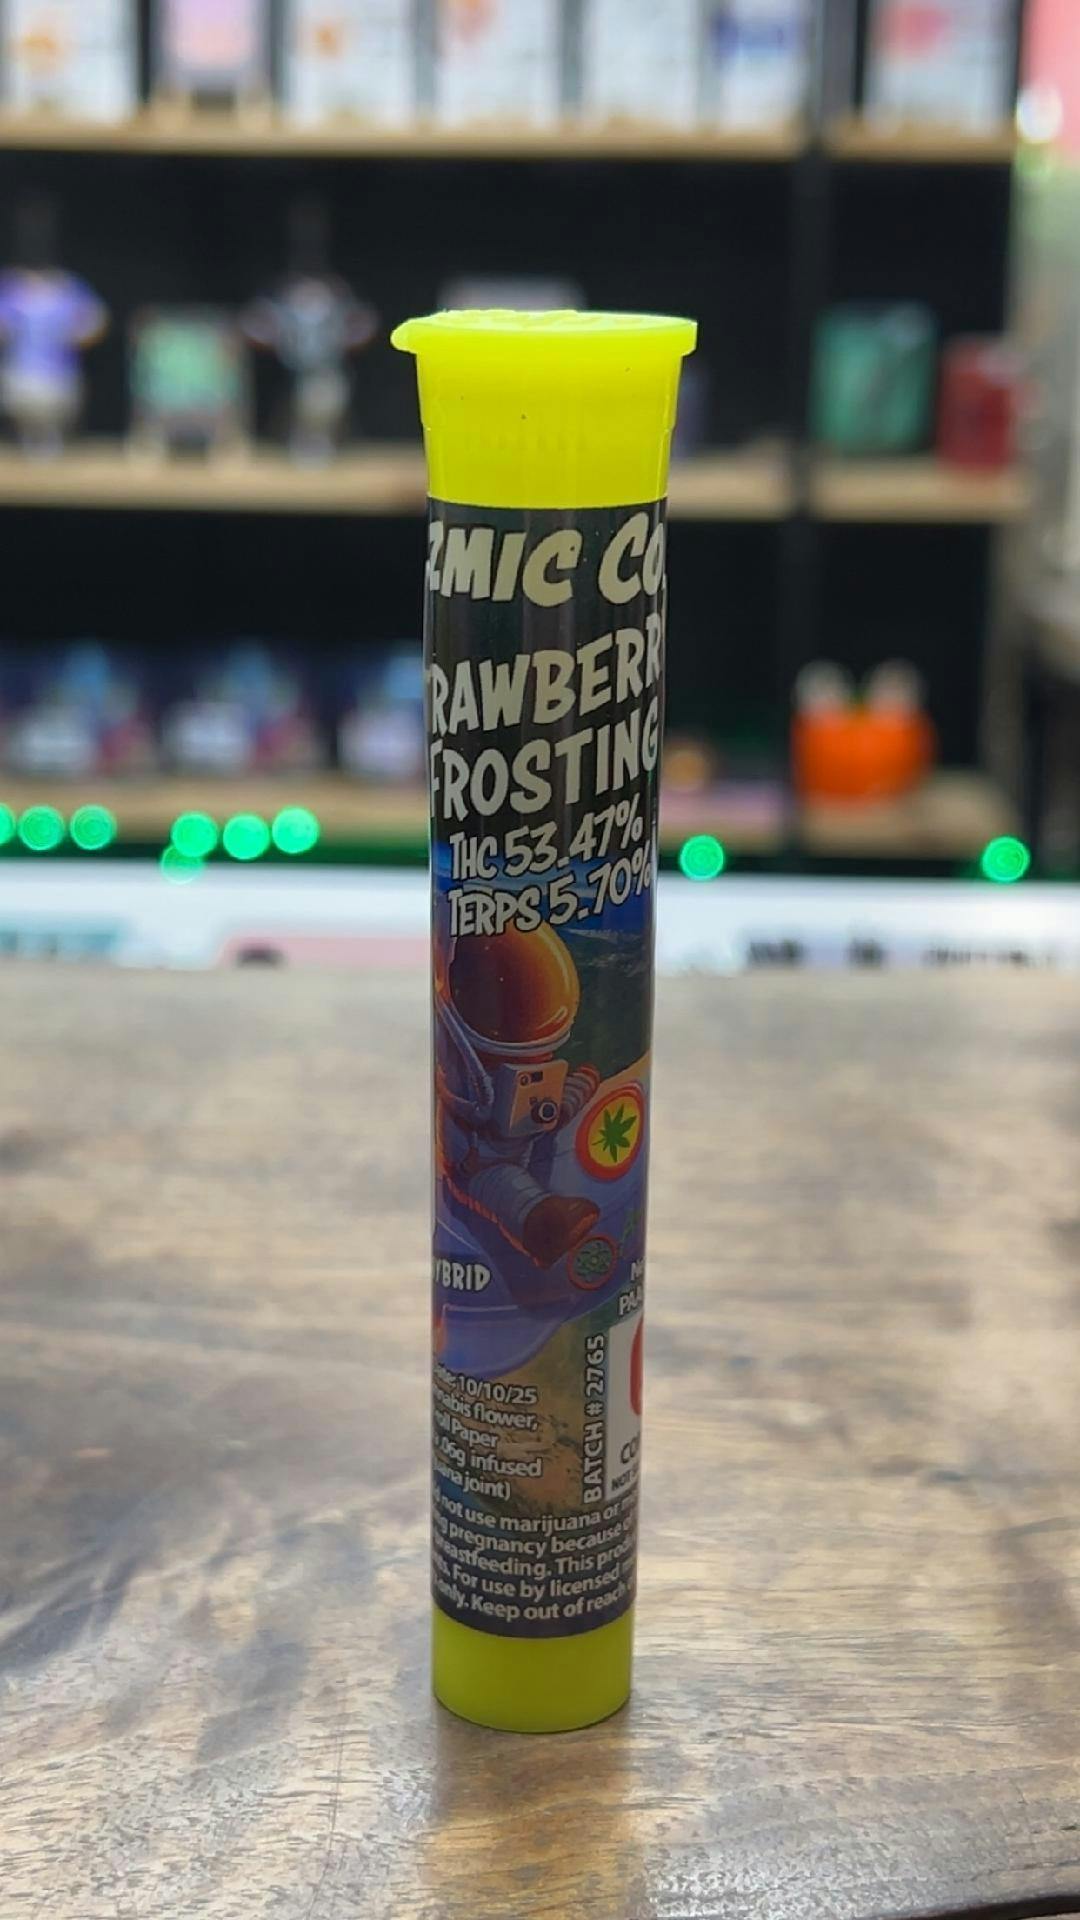 ZMIC CO
RAWBERR
FROSTING
THC 53.47%
TERPS 5.70%
YBRID
10/10/25
nabis flower,
oll Paper
.06g infused
uana joint)
BATCH # 2765
not use marijuana or
pregnancy because
reastfeeding. This prod
For use by licensed
only. Keep out of reach